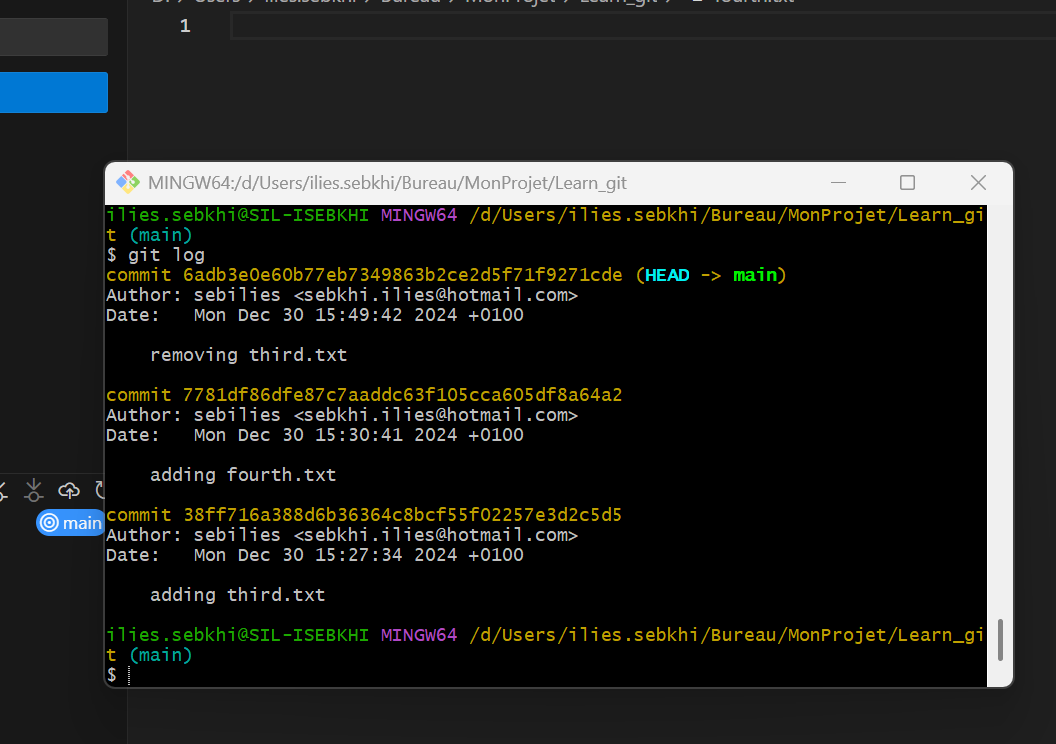 1
MINGW64:/d/Users/ilies.sebkhi/Bureau/MonProjet/Learn_git
ilies.sebkhi@SIL-ISEBKHI MINGW64 /d/Users/ilies.sebkhi/Bureau/MonProjet/Learn_gi
t (main)
$ git log
commit 6adb3e0e60b77eb7349863b2ce2d5f71f9271cde (HEAD -> main)
Author: sebilies <sebkhi.ilies@hotmail.com>
Date:   Mon Dec 30 15:49:42 2024 +0100
    removing third.txt
commit 7781df86dfe87c7aaddc63f105cca605df8a64a2
Author: sebilies <sebkhi.ilies@hotmail.com>
Date:   Mon Dec 30 15:30:41 2024 +0100
    adding fourth.txt
main
commit 38ff716a388d6b36364c8bcf55f02257e3d2c5d5
Author: sebilies <sebkhi.ilies@hotmail.com>
Date:   Mon Dec 30 15:27:34 2024 +0100
    adding third.txt
ilies.sebkhi@SIL-ISEBKHI MINGW64 /d/Users/ilies.sebkhi/Bureau/MonProjet/Learn_gi
t (main)
$